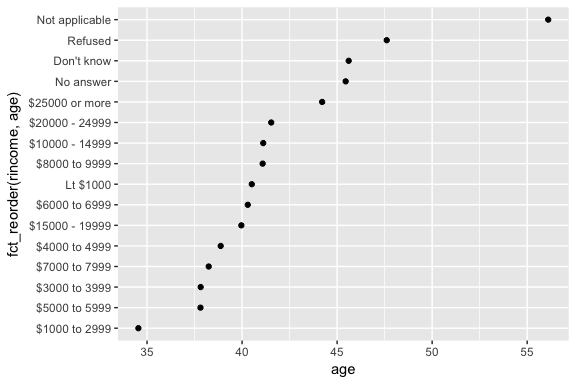 Not applicable
Refused
Don't know
No answer
$25000 or more
$20000 - 24999
$10000 - 14999
$8000 to 9999
Lt $1000
$6000 to 6999
$15000 - 19999
$4000 to 4999
$7000 to 7999
$3000 to 3999
$5000 to 5999
$1000 to 2999
fct_reorder(rincome, age)
35 40 45 50 55
age